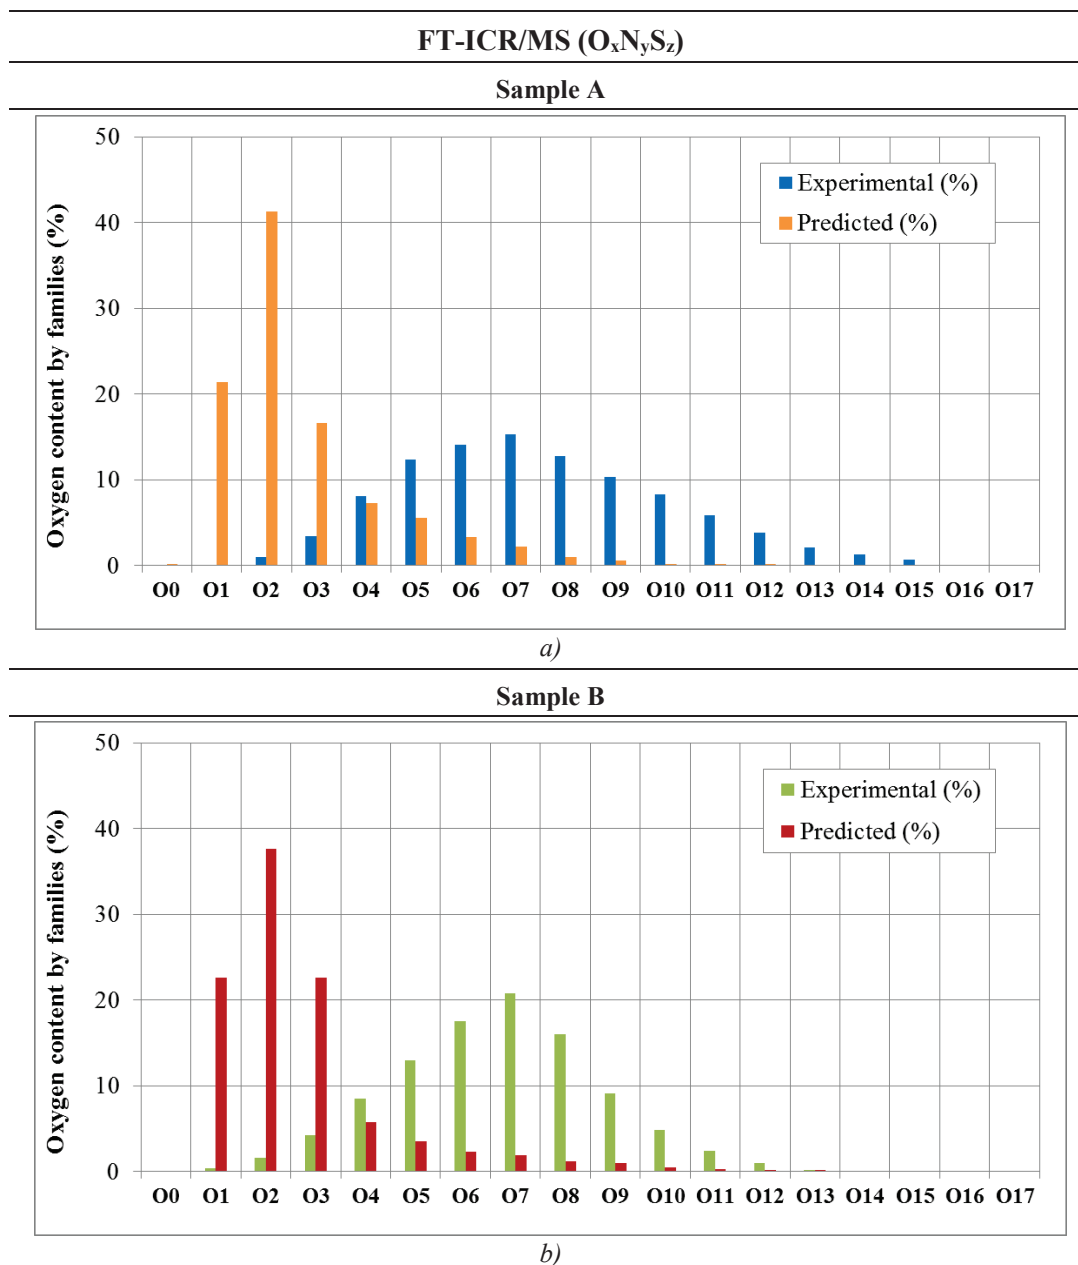 FT-ICR/MS (OxNySz)
Sample A
Oxygen content by families (%)
50
40
30
20
10
0
Experimental (%)
Predicted (%)
O0 O1 O2 O3 O4 O5 O6 O7 O8 O9 O10 O11 O12 O13 O14 O15 O16 O17
a)
Sample B
Oxygen content by families (%)
50
40
30
20
10
0
Experimental (%)
Predicted (%)
O0 O1 O2 O3 O4 O5 O6 O7 O8 O9 O10 O11 O12 O13 O14 O15 O16 O17
b)